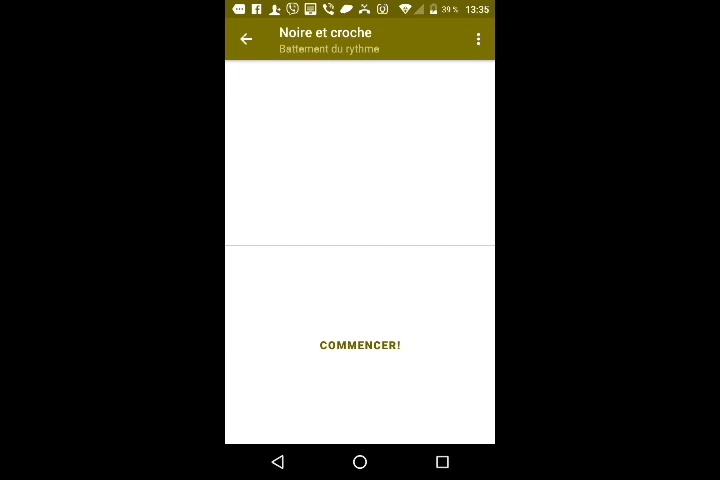 39 % 13:35
Noire et croche
Battement du rythme
COMMENCER!